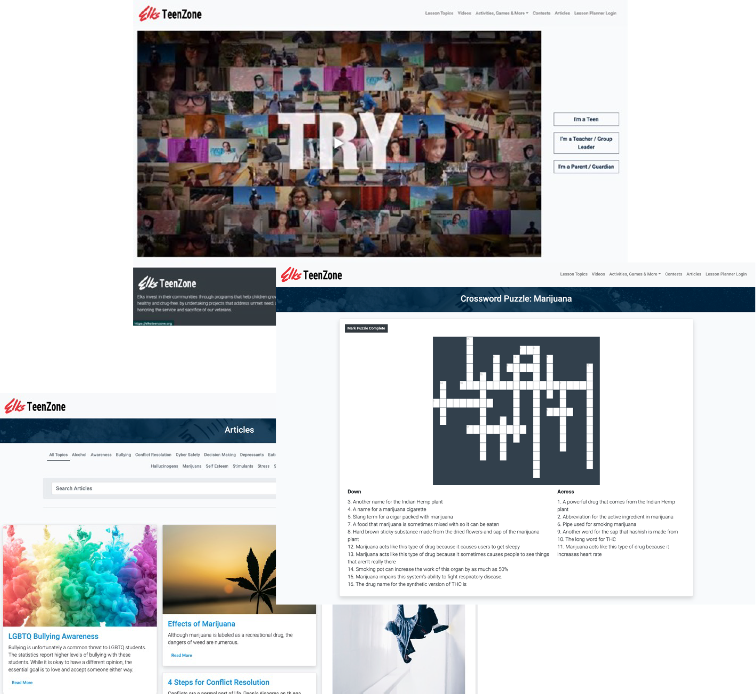 Elks TeenZone
Lesson Topics Videos Activities, Games & More Contests Articles Lesson Planner Login
TRY
I'm a Teen
I'm a Teacher / Group
Leader
I'm a Parent / Guardian
Elks TeenZone
Elks invest in their communities through programs that help children grow
healthy and drug-free, by undertaking projects that address unmet need,
honoring the service and sacrifice of our veterans.
https://elksteenzone.org
Elks TeenZone
Lesson Topics Videos Activities, Games & More Contests Articles Lesson Planner Login
Crossword Puzzle: Marijuana
Mark Puzzle Complete
Down
3. Another name for the Indian Hemp plant
4. A name for a marijuana cigarette
5. Slang term for a cigar packed with marijuana
7. A food that marijuana is sometimes mixed with so it can be eaten
8. Hard brown sticky substance made from the dried flowers and sap of the marijuana
plant
12. Marijuana acts like this type of drug because it causes users to get sleepy
13. Marijuana acts like this type of drug because it sometimes causes people to see things
that aren't really there
14. Smoking pot can increase the work of this organ by as much as 50%
15. Marijuana impairs this system's ability to fight respiratory disease.
15. The drug name for the synthetic version of THC is
Across
1. A powerful drug that comes from the Indian Hemp
plant
2. Abbreviation for the active ingredient in marijuana
6. Pipe used for smoking marijuana
9. Another word for the sap that hashish is made from
10. The long word for THC
11. Marijuana acts like this type of drug because it
increases heart rate
Elks TeenZone
Articles
All Topics Alcohol Awareness Bullying Conflict Resolution Cyber Safety Decision Making Depressants
Hallucinogens Marijuana Self Esteem Stimulants Stress
Search Articles
LGBTQ Bullying Awareness
Bullying is unfortunately a common threat to LGBTQ students.
The statistics report higher levels of bullying with these
students. While it is okay to have a different opinion, the
essential goal is to love and accept someone either way.
Read More
Effects of Marijuana
Although marijuana is labeled as a recreational drug, the
dangers of weed are numerous.
Read More
4 Steps for Conflict Resolution
Conflicts are a normal part of life. People disagree on things